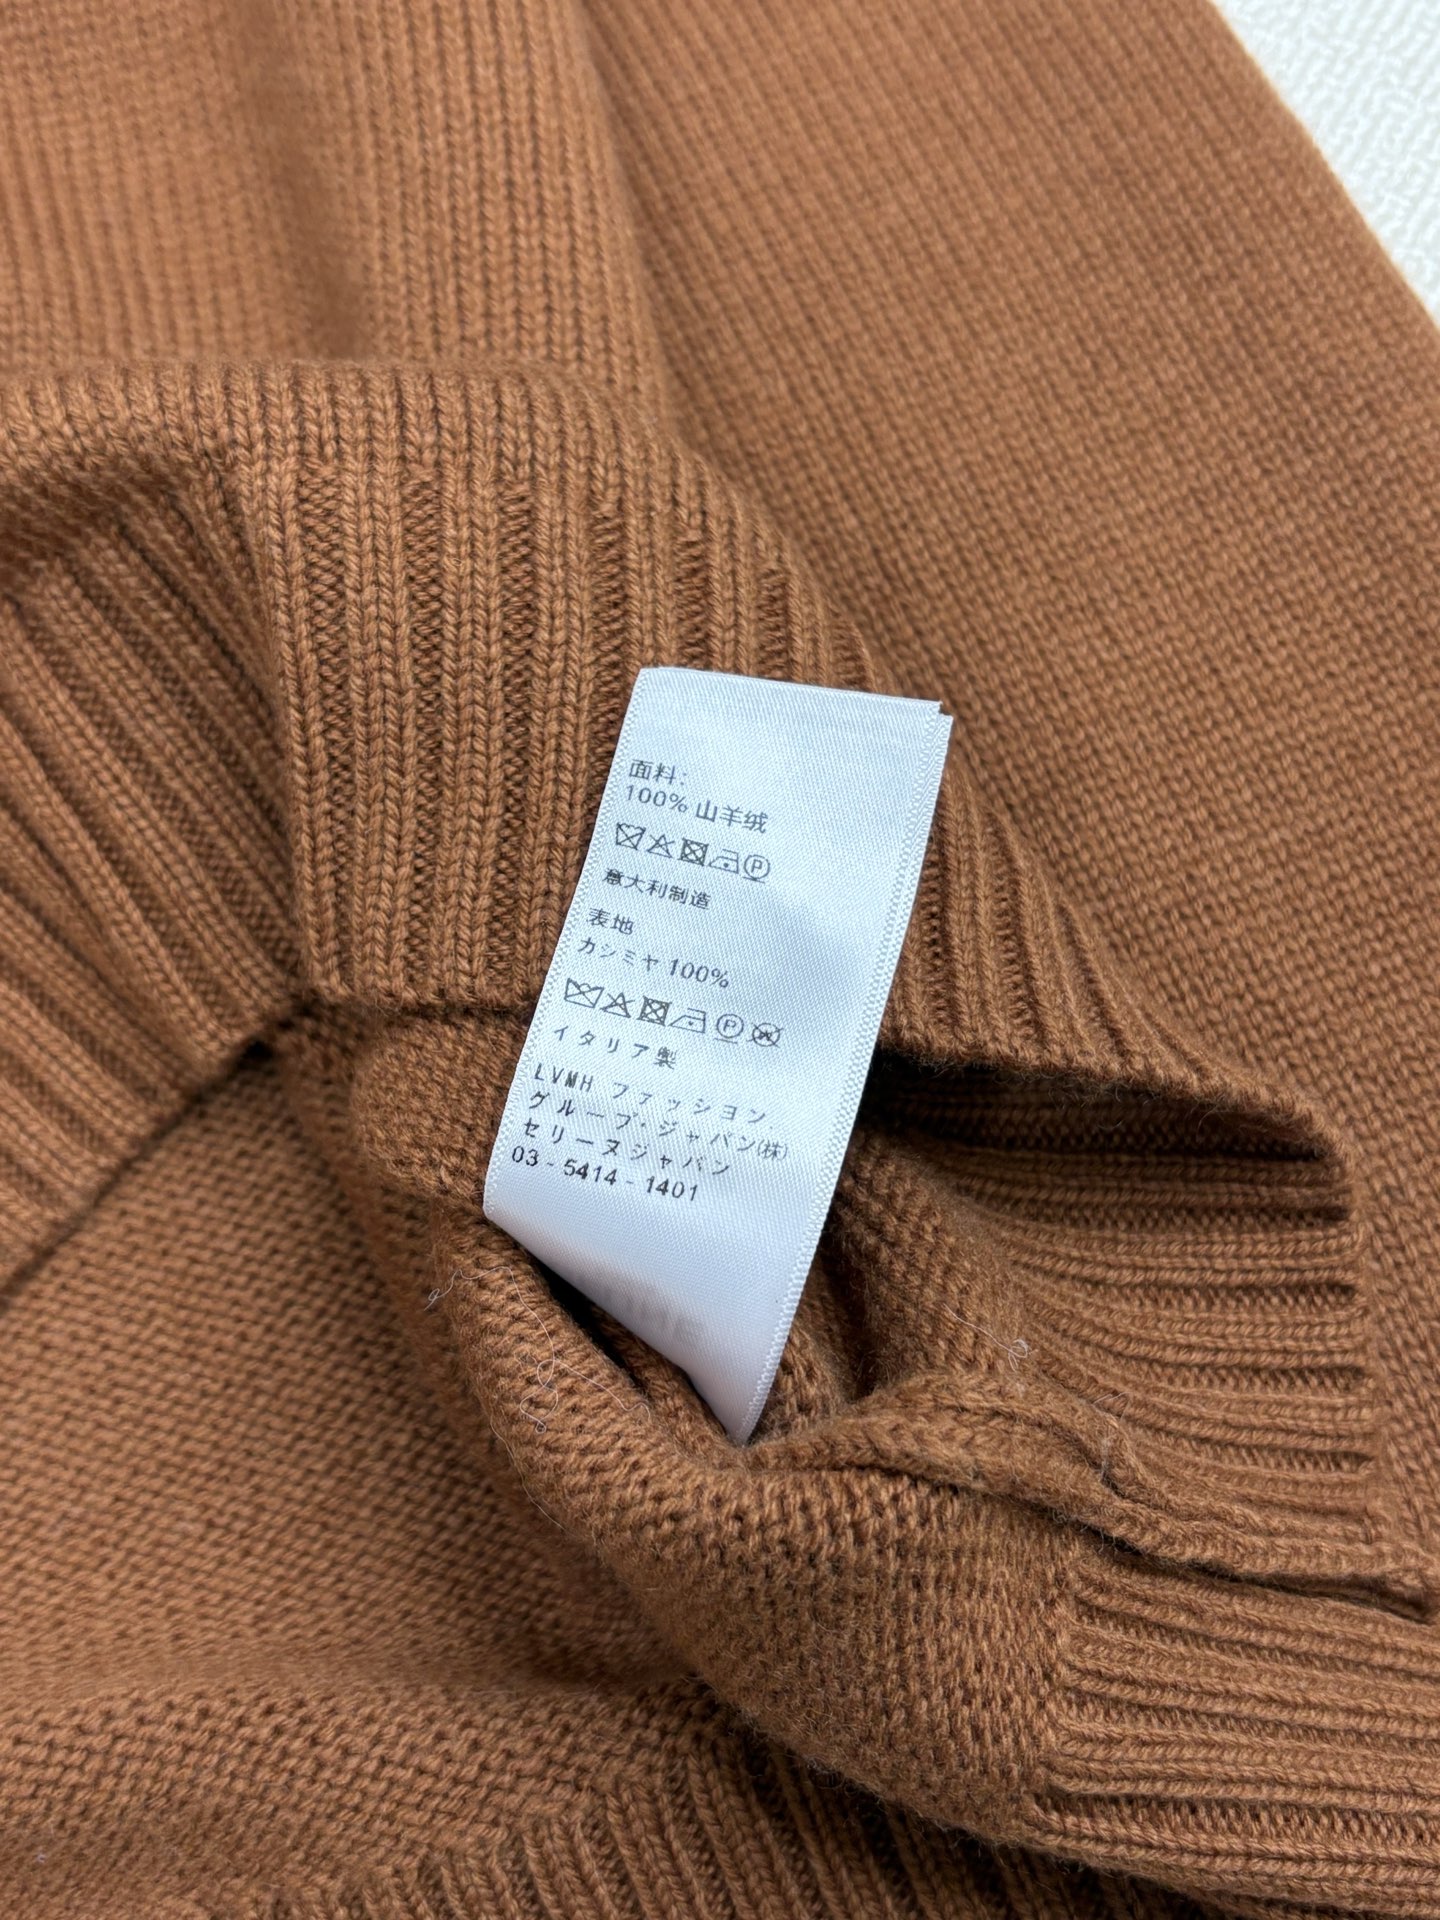 面料:
100% 山羊绒
P
意大利制造
表地
カシミヤ 100%
P W
イタリア製
LVMH ファッション.
グループ・ジャパン(株)
セリーヌジャパン
03 - 5414 - 1401